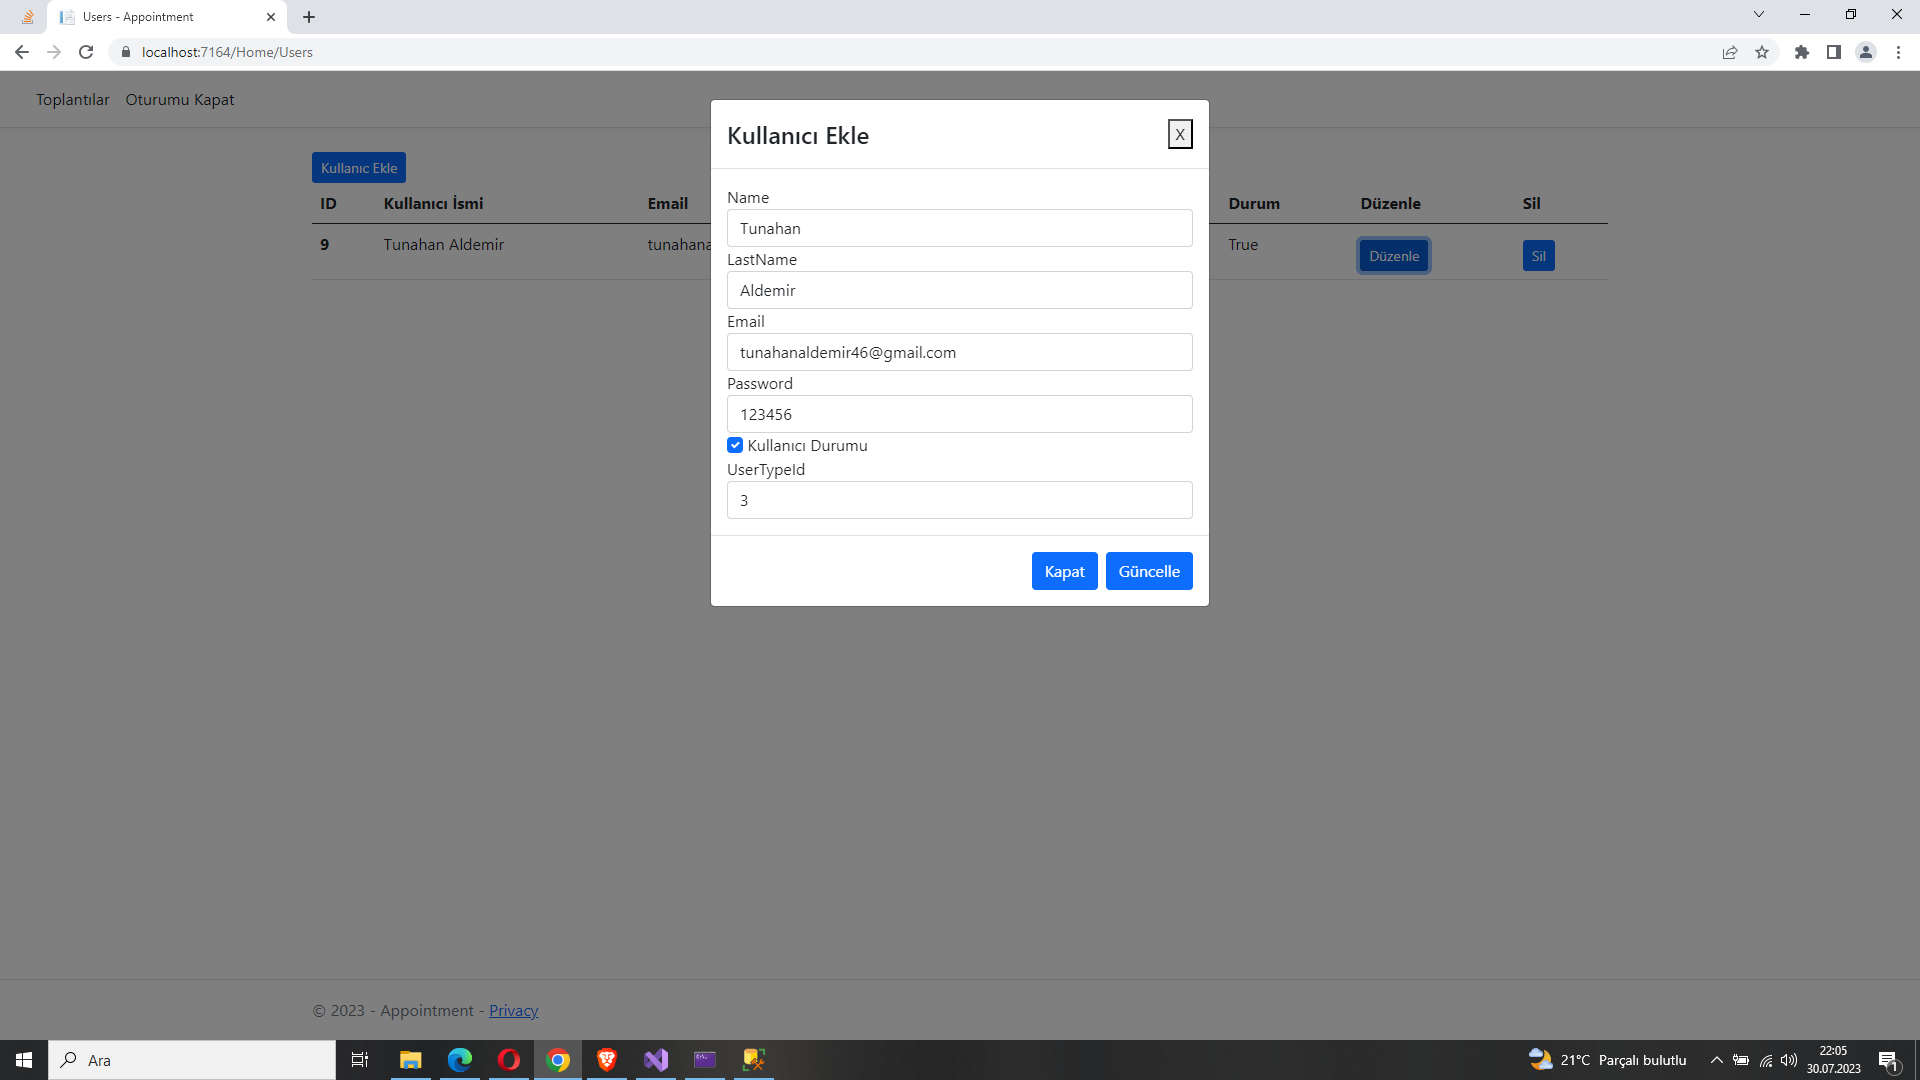 Users - Appointment
localhost:7164/Home/Users
Toplantılar Oturumu Kapat
Kullanıcı Ekle X
Kullanıc Ekle
ID Kullanıcı İsmi Email Durum Düzenle Sil
9 Tunahan Aldemir tunahana True Düzenle Sil
Name
Tunahan
LastName
Aldemir
Email
tunahanaldemir46@gmail.com
Password
123456
Kullanıcı Durumu
UserTypeId
3
Kapat Güncelle
© 2023 - Appointment - Privacy
Ara
21°C Parçalı bulutlu
22:05
30.07.2023
1